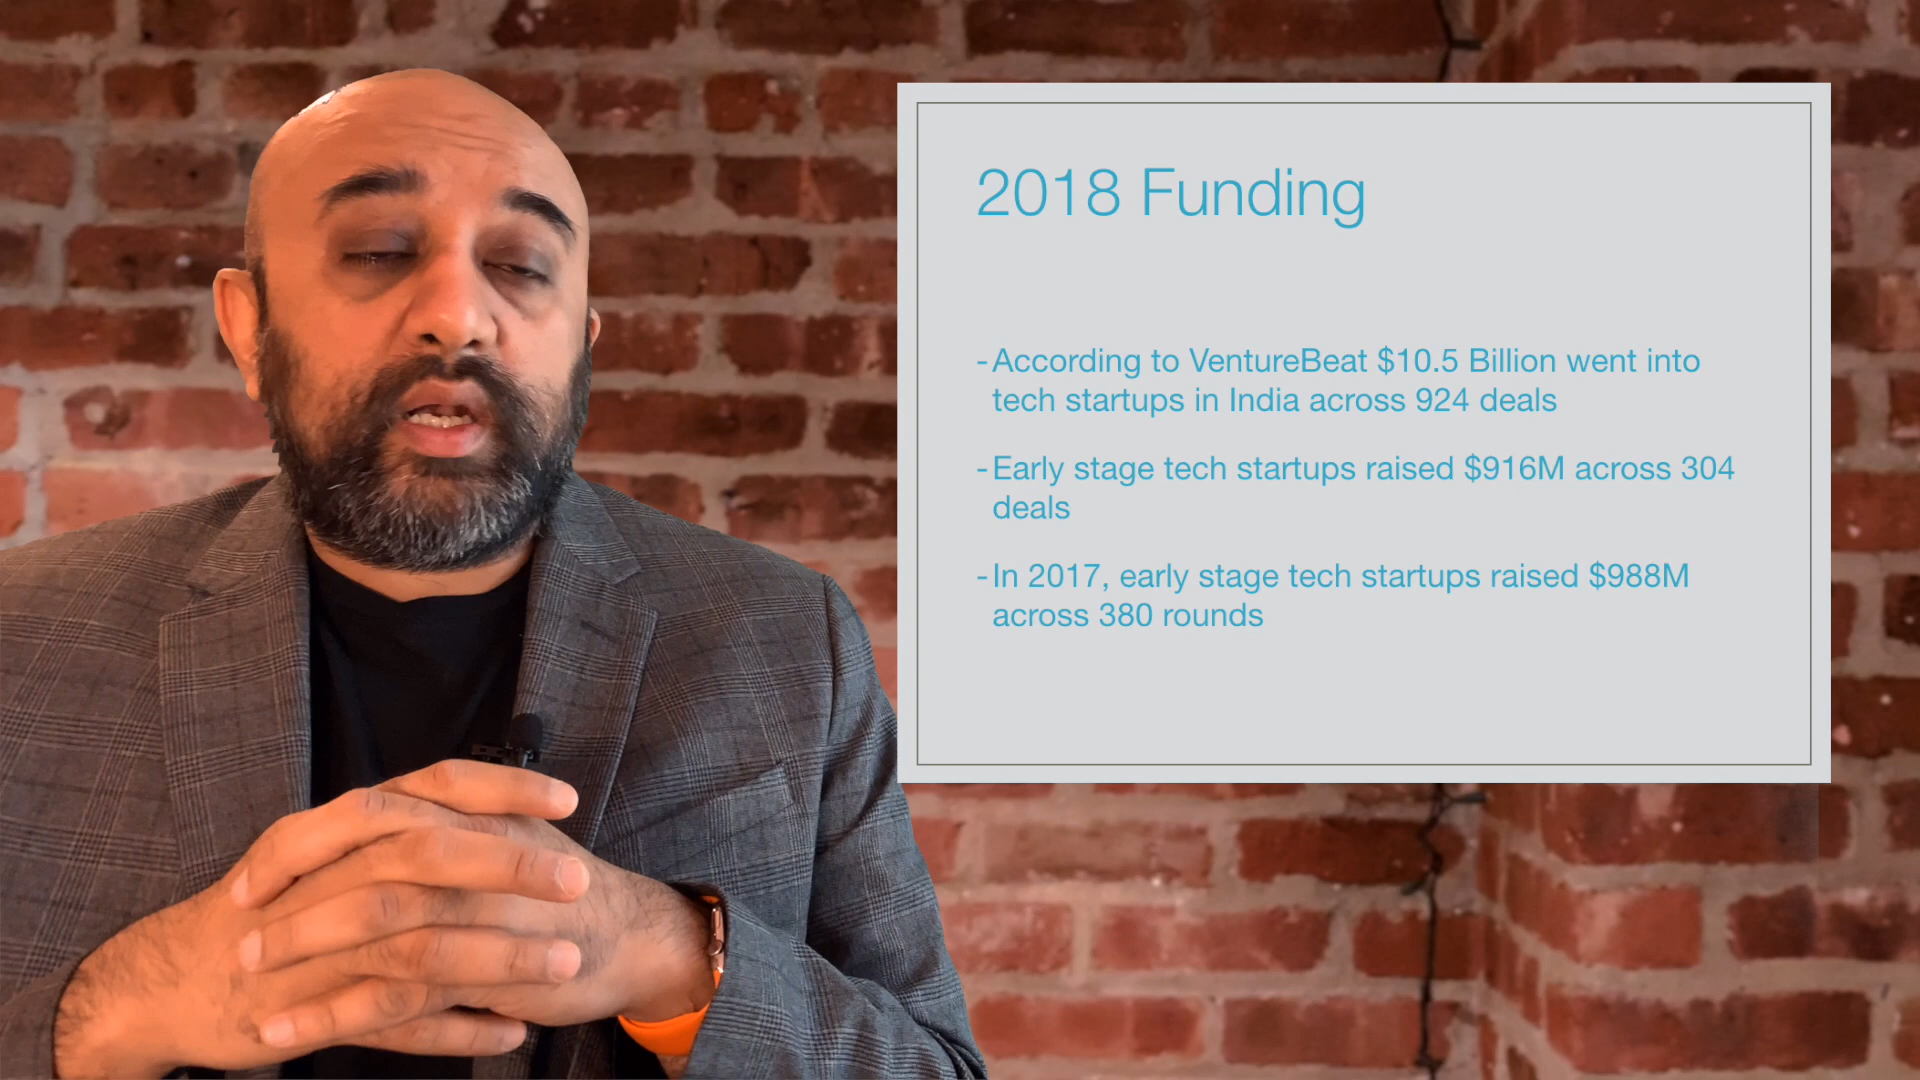 2018 Funding
-According to VentureBeat $10.5 Billion went into
tech startups in India across 924 deals
-Early stage tech startups raised $916M across 304
deals
-In 2017, early stage tech startups raised $988M
across 380 rounds